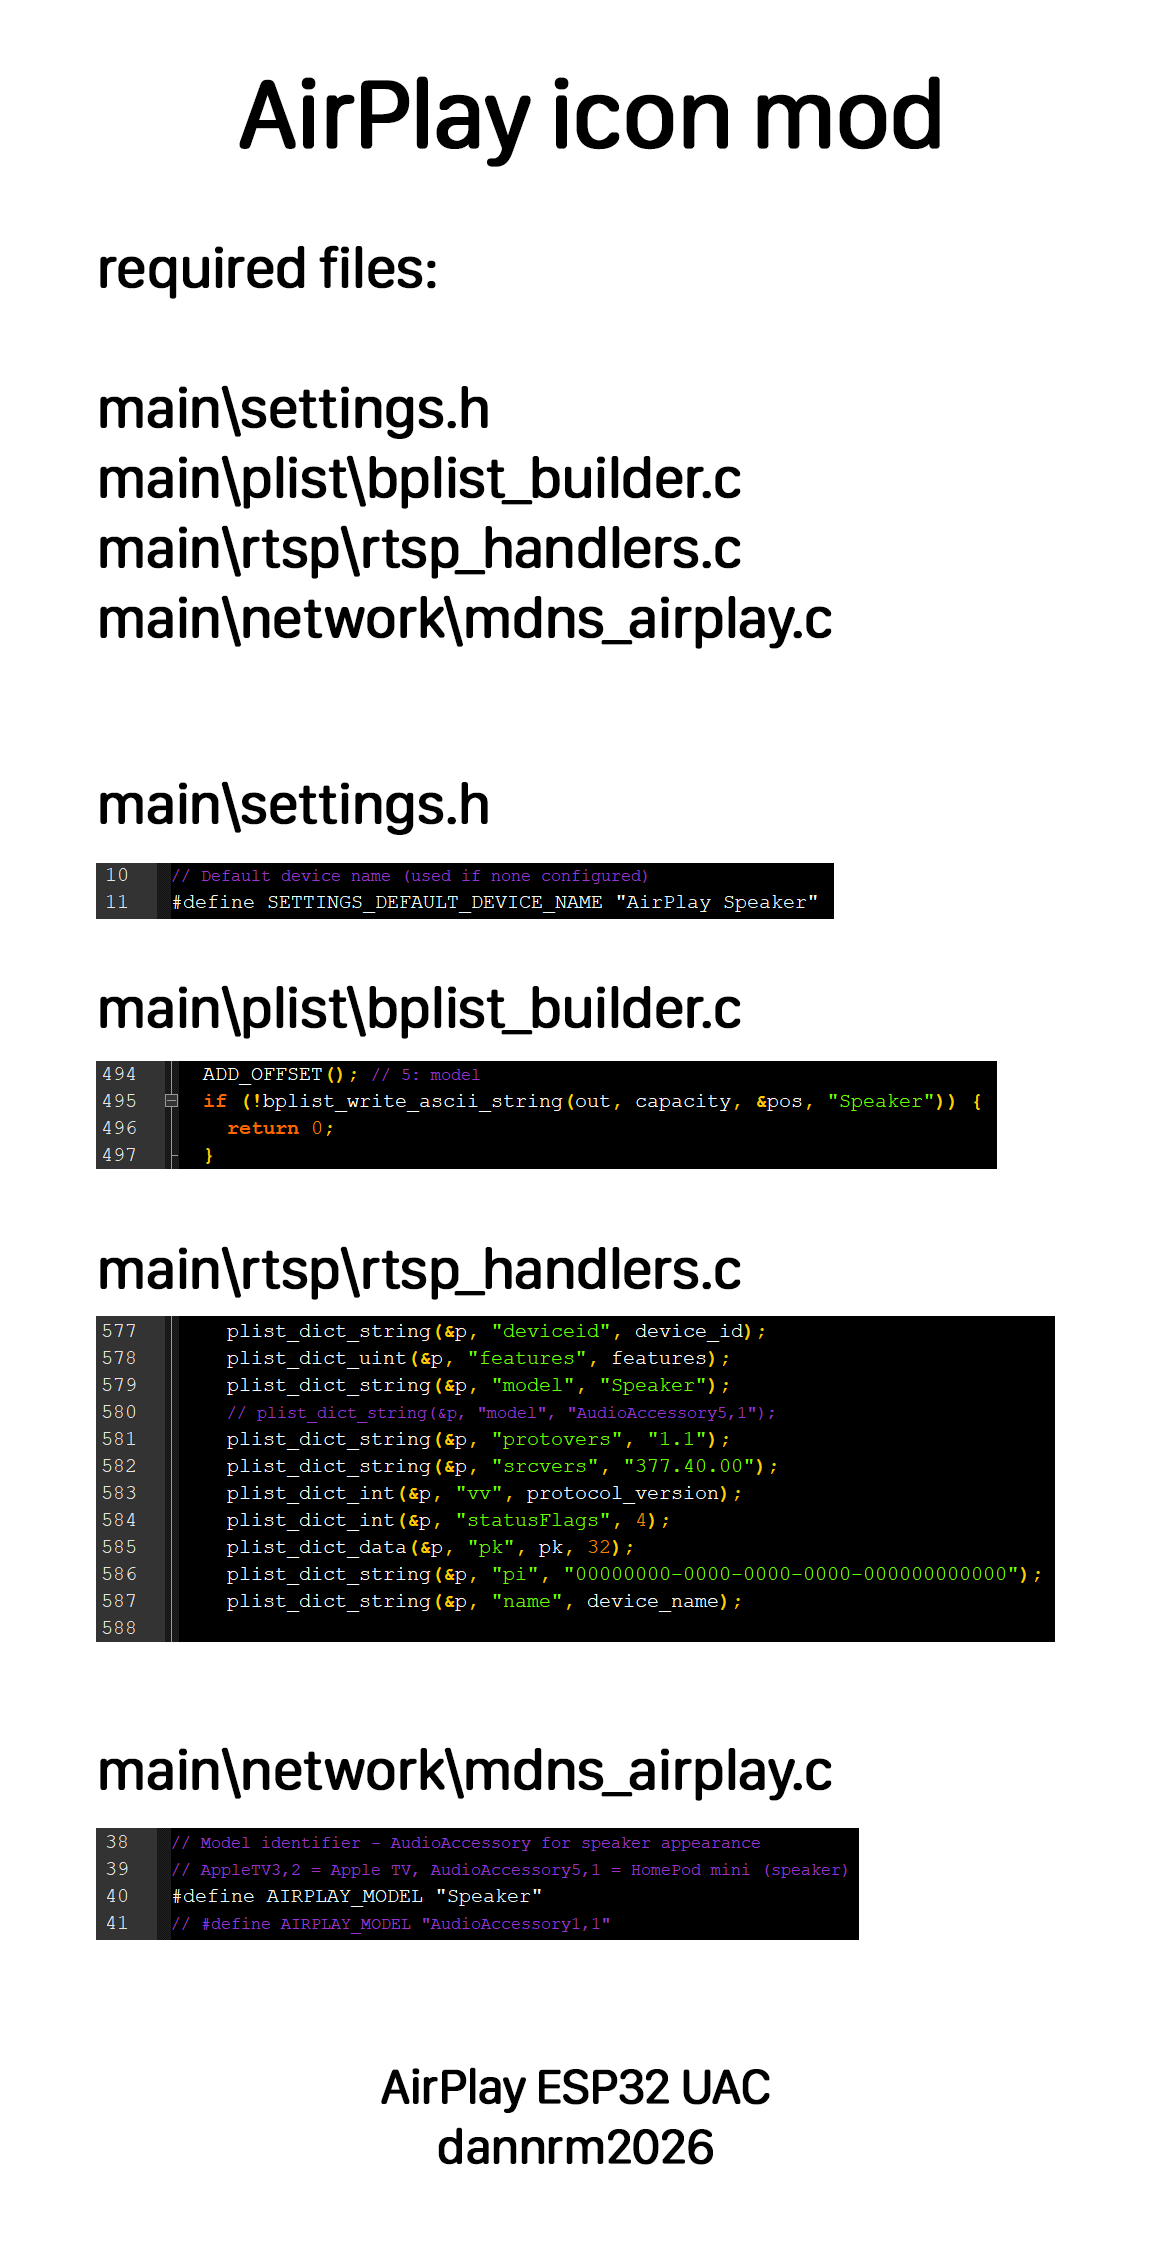 AirPlay icon mod
required files:
main\settings.h
main\plist\bplist_builder.c
main\rtsp\rtsp_handlers.c
main\network\mdns_airplay.c
main\settings.h
10 // Default device name (used if none configured)
11 #define SETTINGS_DEFAULT_DEVICE_NAME "AirPlay Speaker"
main\plist\bplist_builder.c
494 ADD_OFFSET(); // 5: model
495 if (!bplist_write_ascii_string(out, capacity, &pos, "Speaker")) {
496 return 0;
497 }
main\rtsp\rtsp_handlers.c
577 plist_dict_string(&p, "deviceid", device_id);
578 plist_dict_uint(&p, "features", features);
579 plist_dict_string(&p, "model", "Speaker");
580 // plist_dict_string(&p, "model", "AudioAccessory5,1");
581 plist_dict_string(&p, "protovers", "1.1");
582 plist_dict_string(&p, "srcvers", "377.40.00");
583 plist_dict_int(&p, "vv", protocol_version);
584 plist_dict_int(&p, "statusFlags", 4);
585 plist_dict_data(&p, "pk", pk, 32);
586 plist_dict_string(&p, "pi", "00000000-0000-0000-0000-000000000000");
587 plist_dict_string(&p, "name", device_name);
588
main\network\mdns_airplay.c
38 // Model identifier - AudioAccessory for speaker appearance
39 // AppleTV3,2 = Apple TV, AudioAccessory5,1 = HomePod mini (speaker)
40 #define AIRPLAY_MODEL "Speaker"
41 // #define AIRPLAY_MODEL "AudioAccessory1,1"
AirPlay ESP32 UAC
dannrm2026